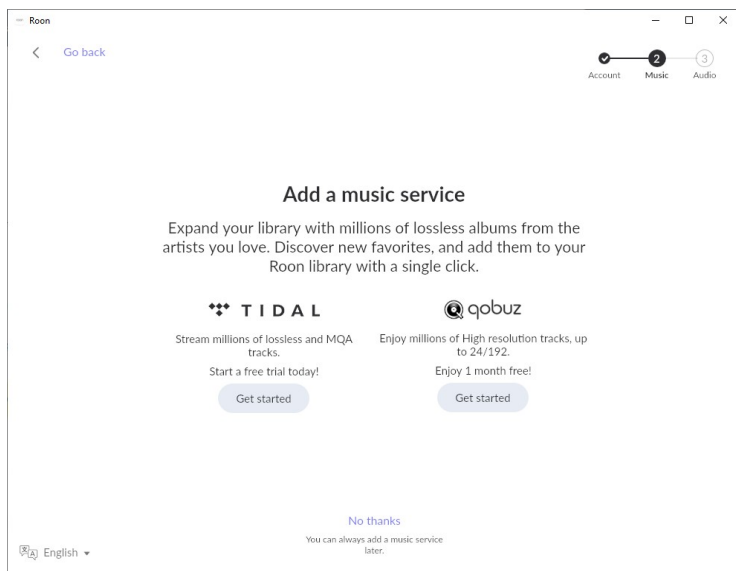 Roon
Go back
2
3
Account
Music
Audio
Add a music service
Expand your library with millions of lossless albums from the
artists you love. Discover new favorites, and add them to your
Roon library with a single click.
TIDAL
Stream millions of lossless and MQA
tracks.
Start a free trial today!
Get started
qobuz
Enjoy millions of High resolution tracks, up
to 24/192.
Enjoy 1 month free!
Get started
No thanks
You can always add a music service
later.
English